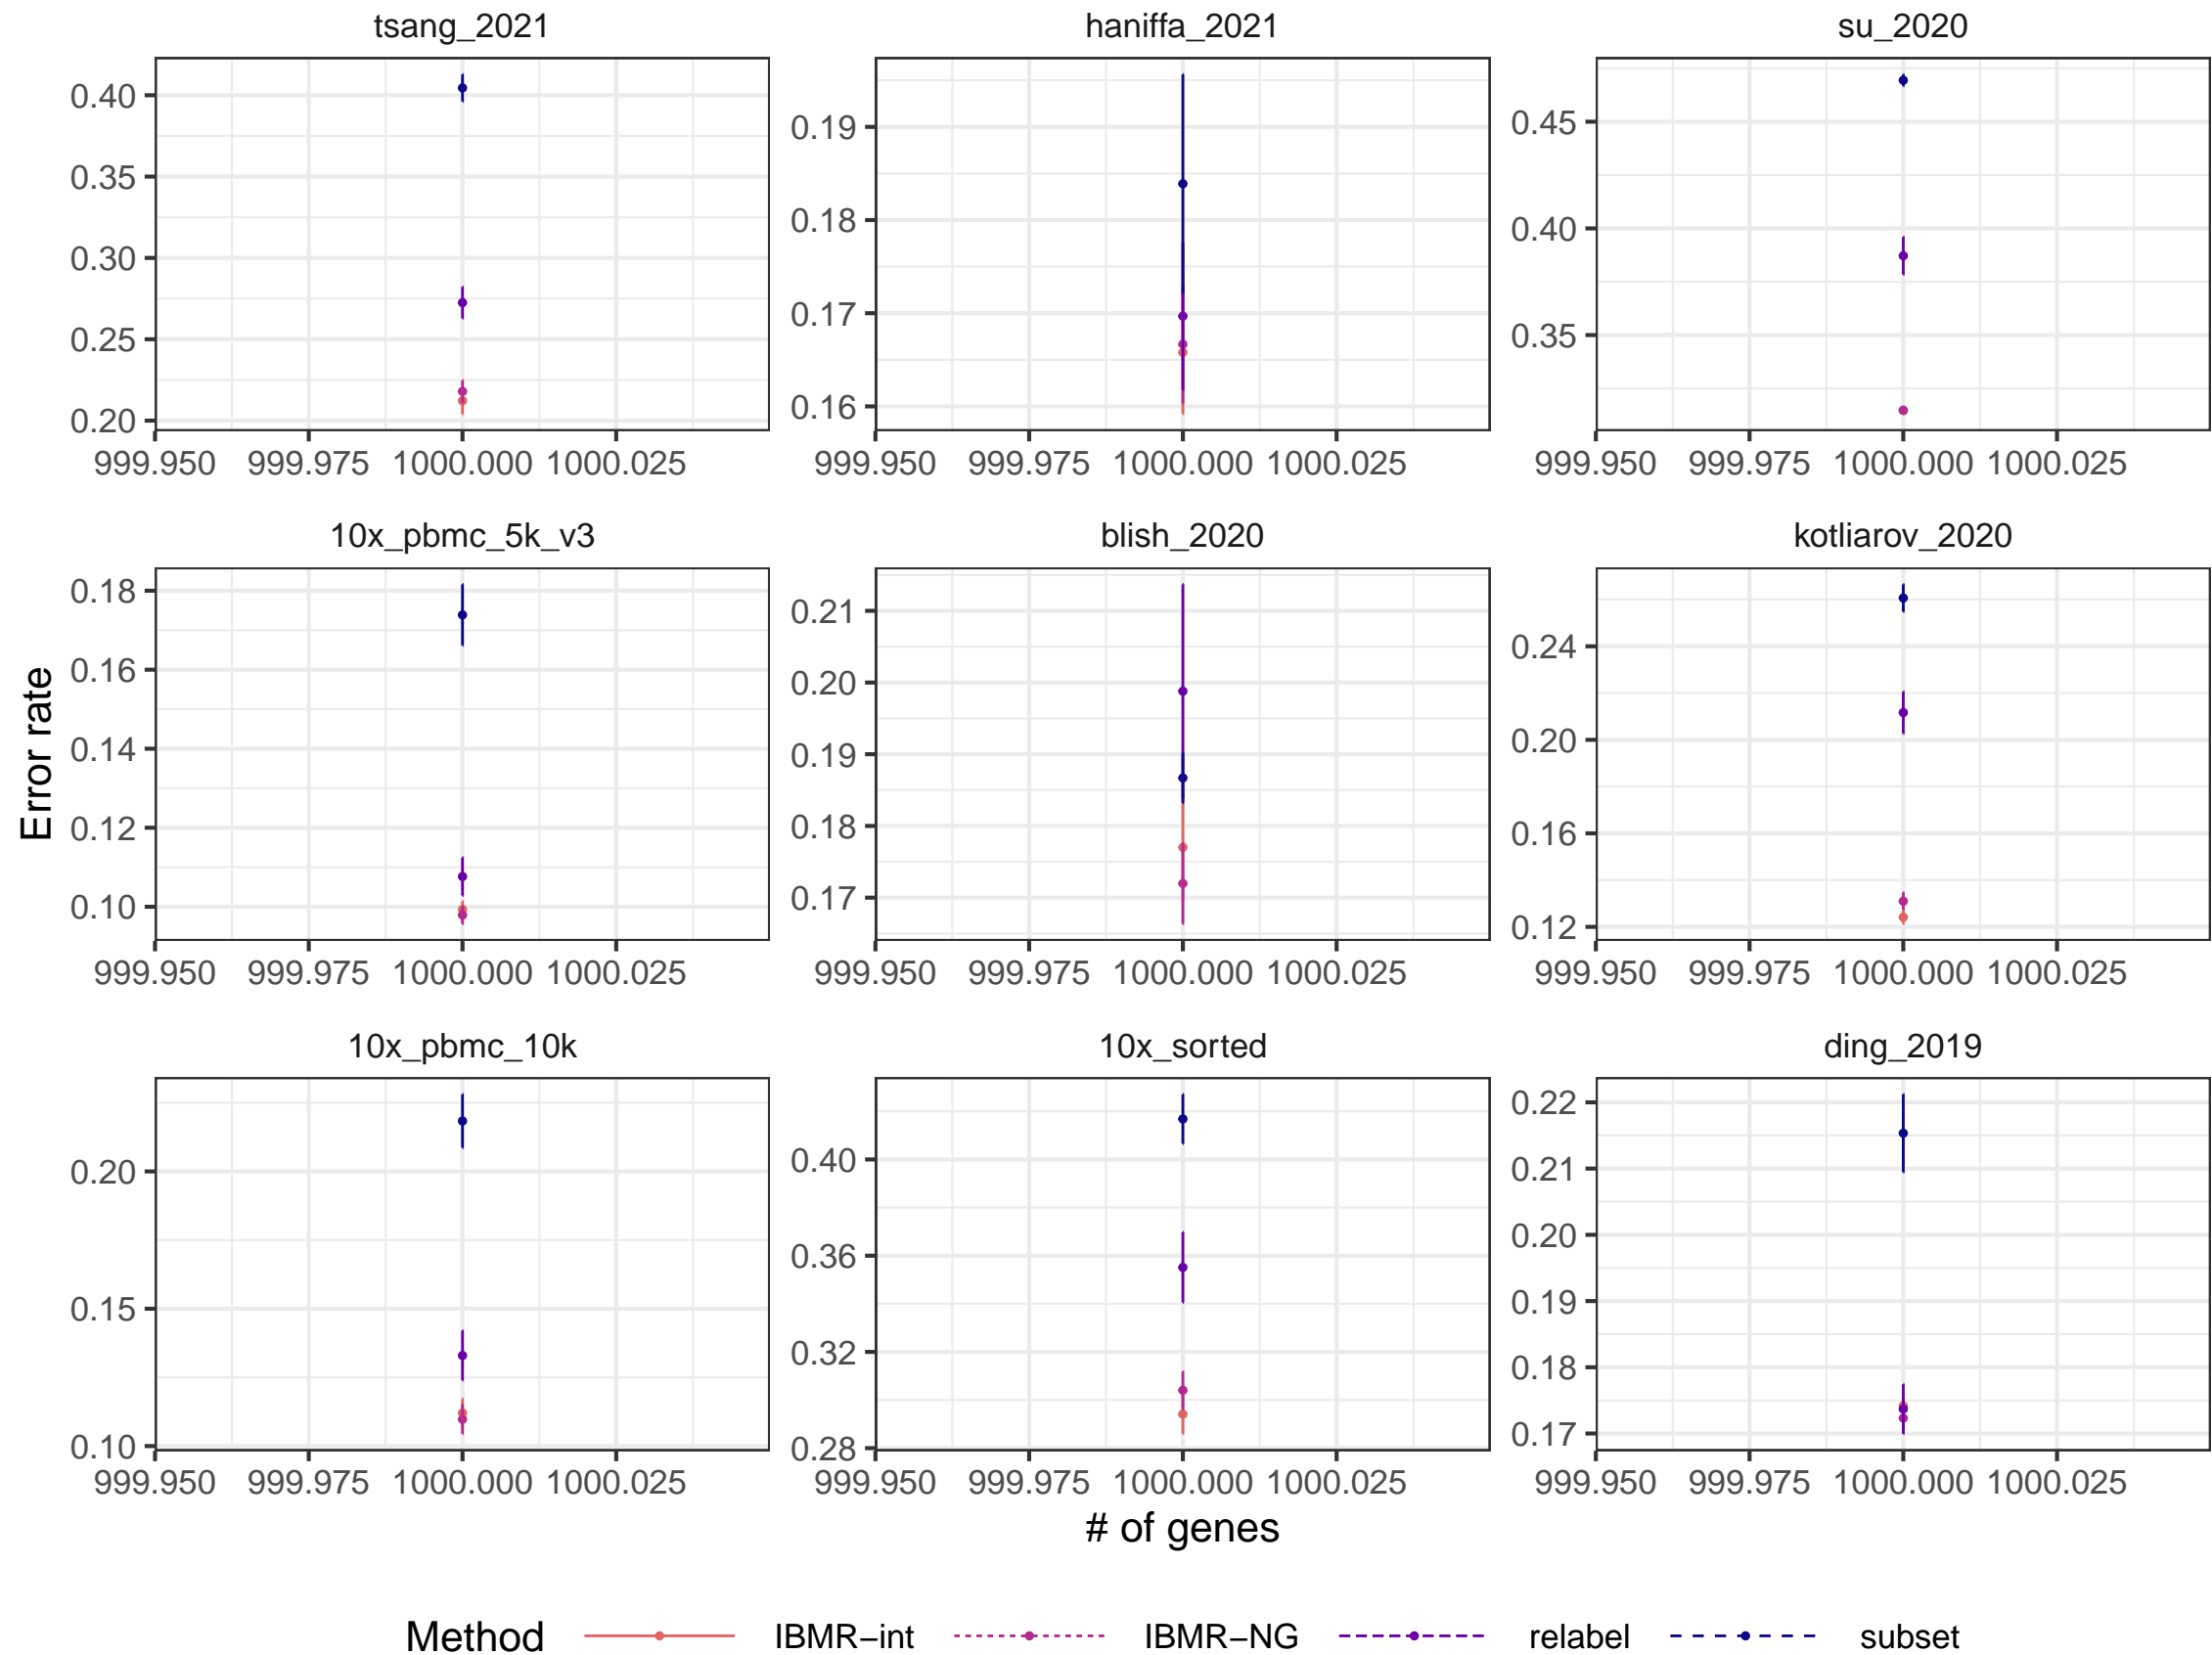 tsang_2021 haniffa_2021 su_2020
0.40 0.35 0.30 0.25 0.20
0.19 0.18 0.17 0.16
0.45 0.40 0.35
999.950 999.975 1000.000 1000.025 999.950 999.975 1000.000 1000.025 999.950 999.975 1000.000 1000.025
10x_pbmc_5k_v3 blish_2020 kotliarov_2020
Error rate
0.18 0.16 0.14 0.12 0.10
0.21 0.20 0.19 0.18 0.17
0.24 0.20 0.16 0.12
999.950 999.975 1000.000 1000.025 999.950 999.975 1000.000 1000.025 999.950 999.975 1000.000 1000.025
10x_pbmc_10k 10x_sorted ding_2019
0.20 0.15 0.10
0.40 0.36 0.32 0.28
0.22 0.21 0.20 0.19 0.18 0.17
999.950 999.975 1000.000 1000.025 999.950 999.975 1000.000 1000.025 999.950 999.975 1000.000 1000.025
# of genes
Method IBMR−int IBMR−NG relabel subset